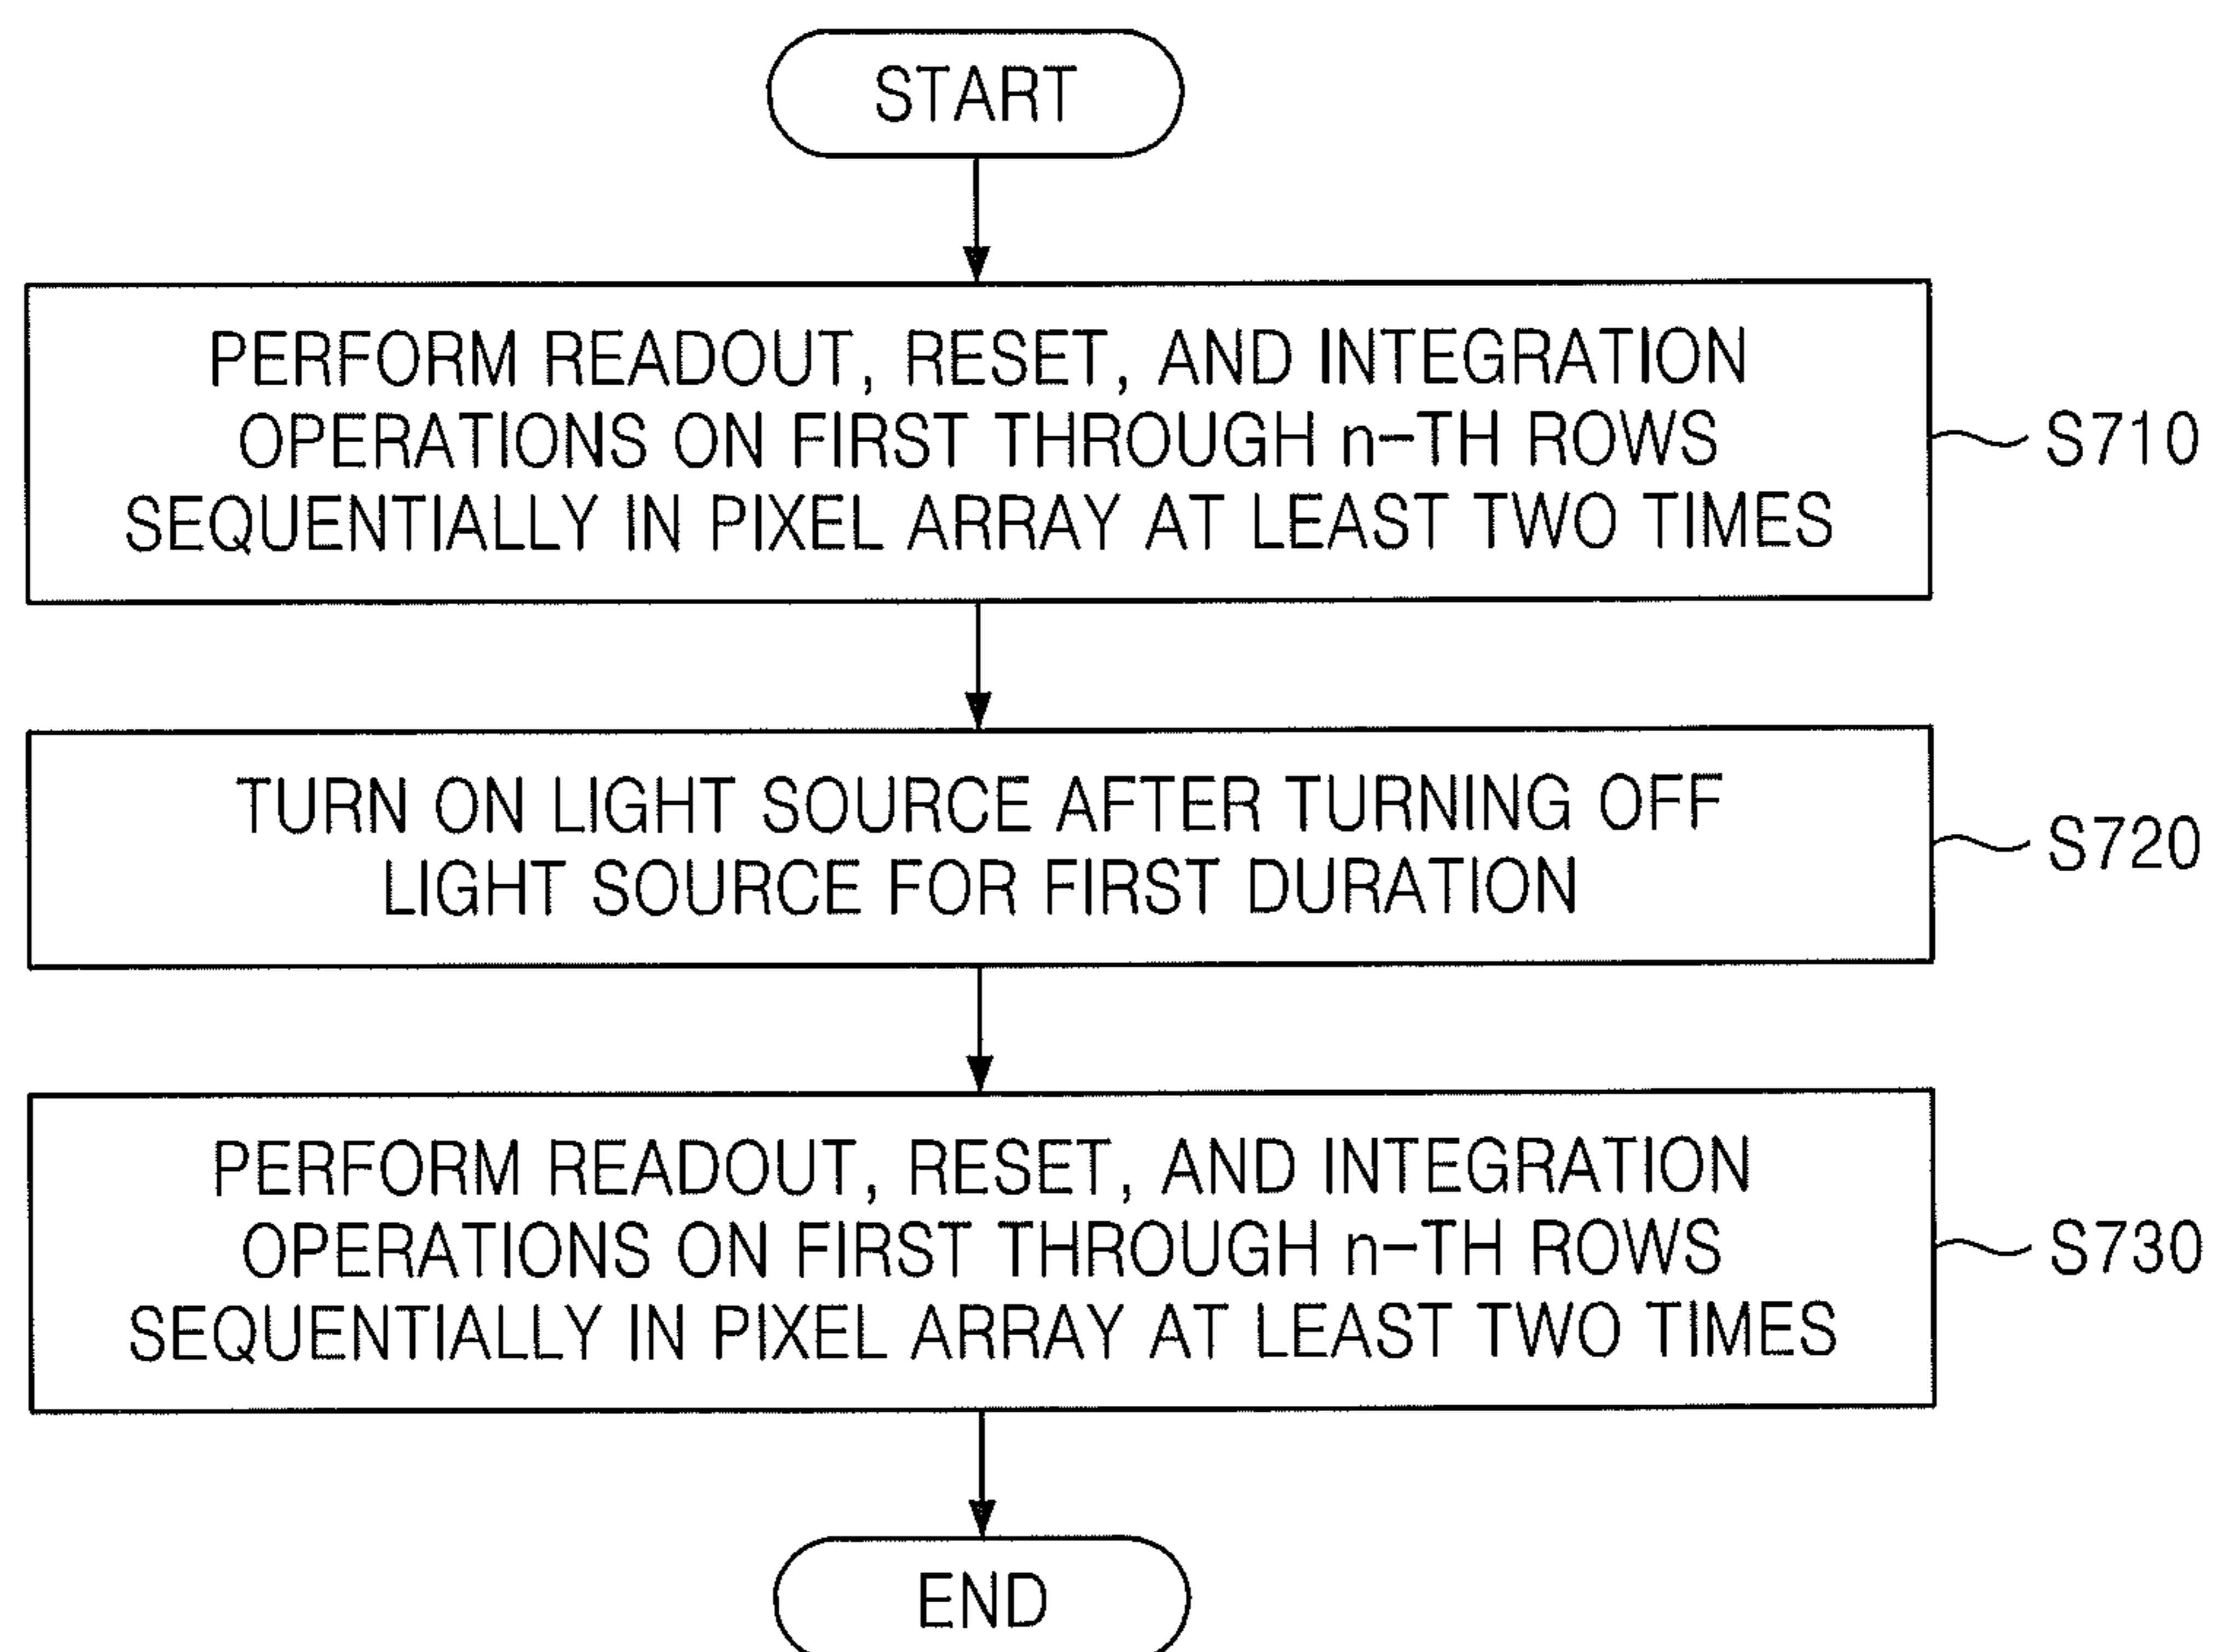 START
PERFORM READOUT, RESET, AND INTEGRATION
OPERATIONS ON FIRST THROUGH n-TH ROWS
SEQUENTIALLY IN PIXEL ARRAY AT LEAST TWO TIMES
S710
TURN ON LIGHT SOURCE AFTER TURNING OFF
LIGHT SOURCE FOR FIRST DURATION
S720
PERFORM READOUT, RESET, AND INTEGRATION
OPERATIONS ON FIRST THROUGH n-TH ROWS
SEQUENTIALLY IN PIXEL ARRAY AT LEAST TWO TIMES
S730
END